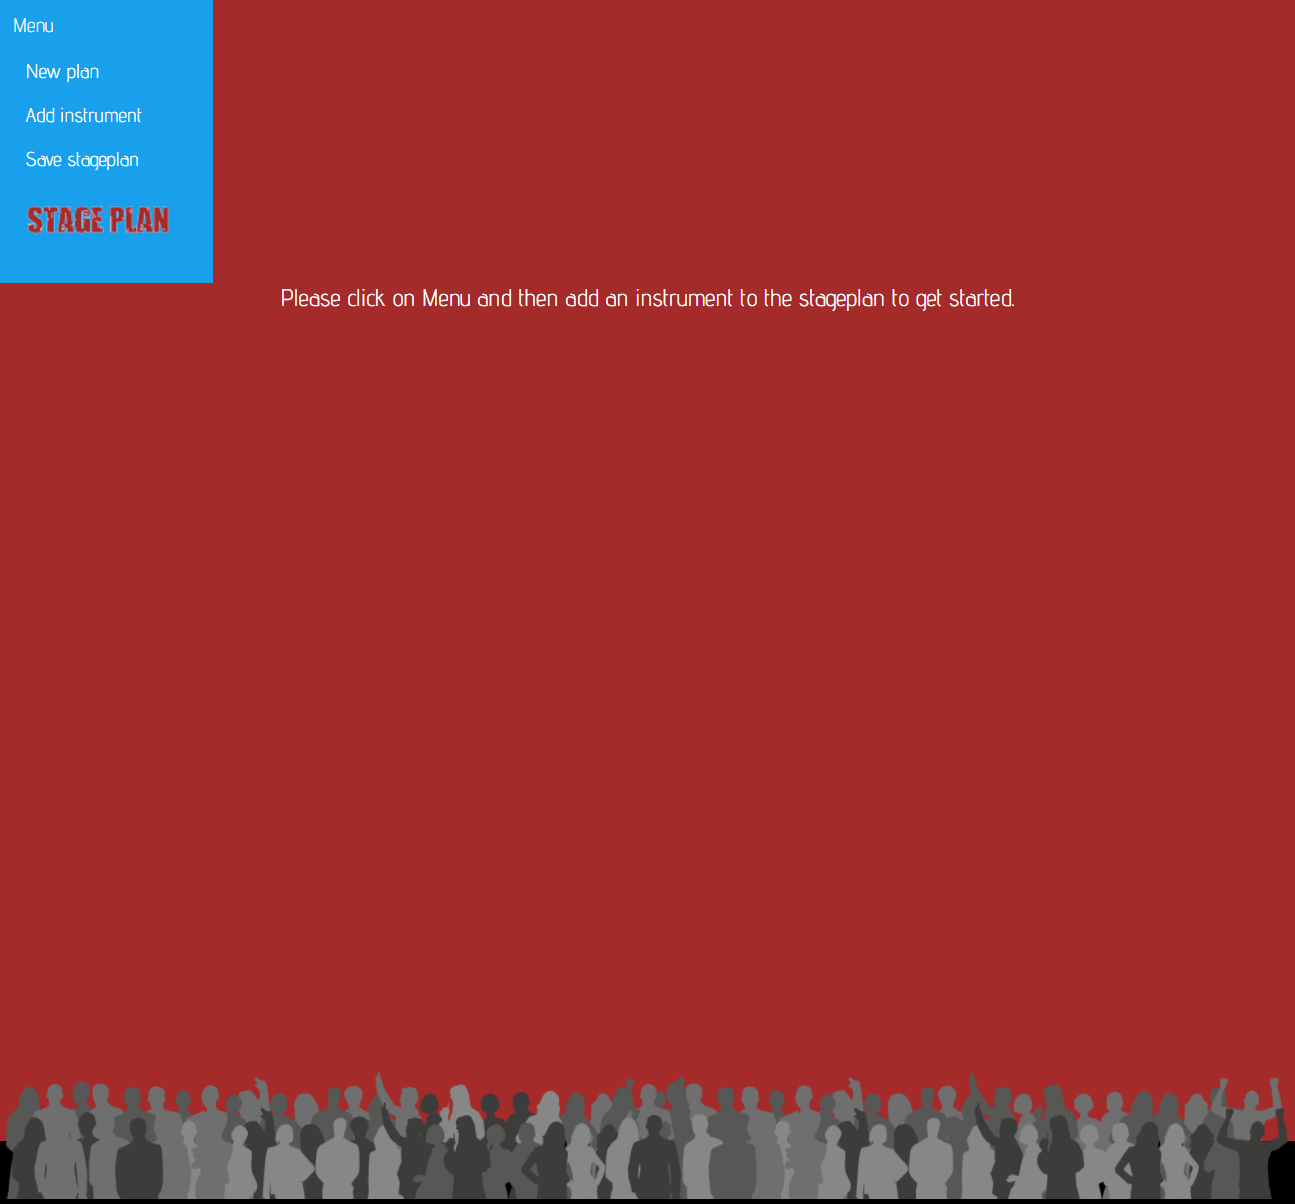 Menu
New plan
Add instrument
Save stageplan
STAGE PLAN
Please click on Menu and then add an instrument to the stageplan to get started.